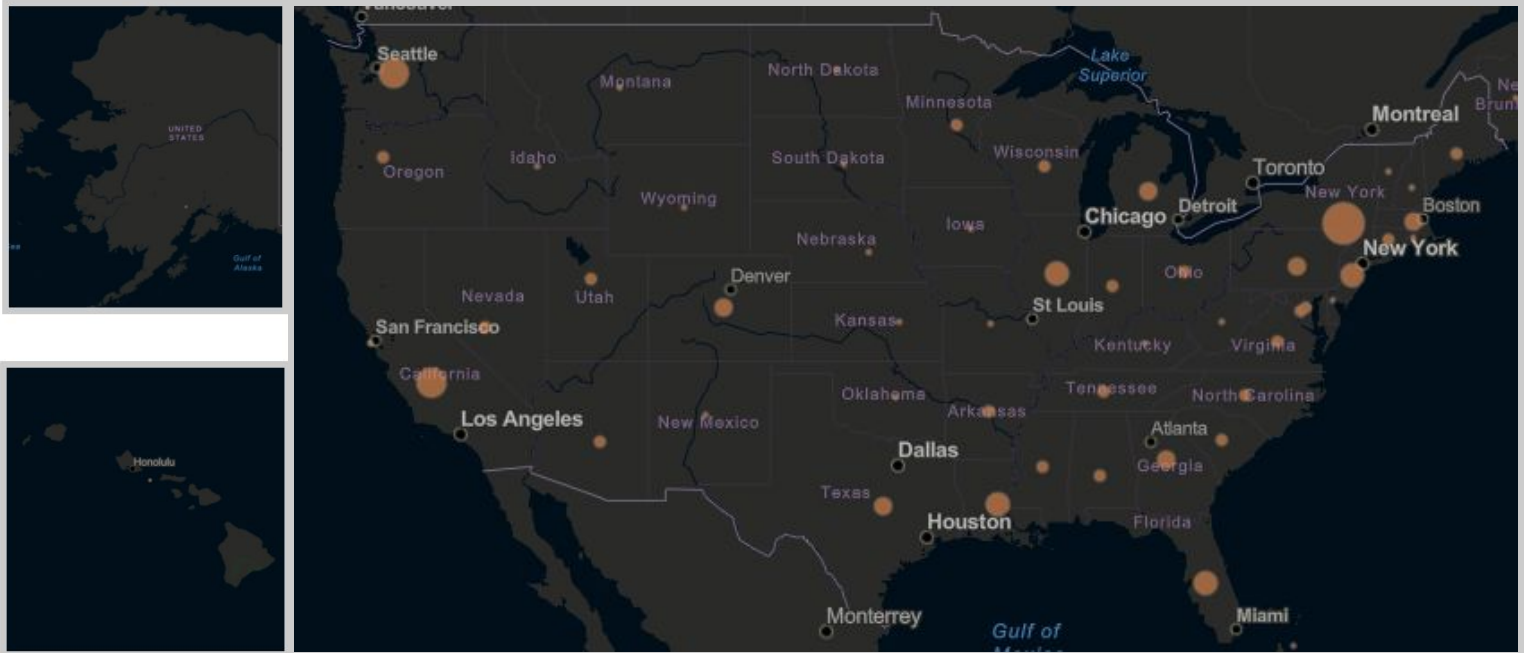 UNITED
STATES
Gulf of
Alaska
Honolulu
Vancouver
Seattle
Montana
North Dakota
Lake
Superior
Minnesota
Montreal
Oregon
Idaho
South Dakota
Wisconsin
Toronto
Wyoming
New York
Iowa
Chicago
Detroit
Boston
Nebraska
New York
Nevada
Utah
Denver
Ohio
San Francisco
Kansas
St Louis
Kentucky
Virginia
California
Oklahoma
Tennessee
North Carolina
Los Angeles
New Mexico
Arkansas
Atlanta
Dallas
Georgia
Texas
Houston
Florida
Monterrey
Miami
Gulf of